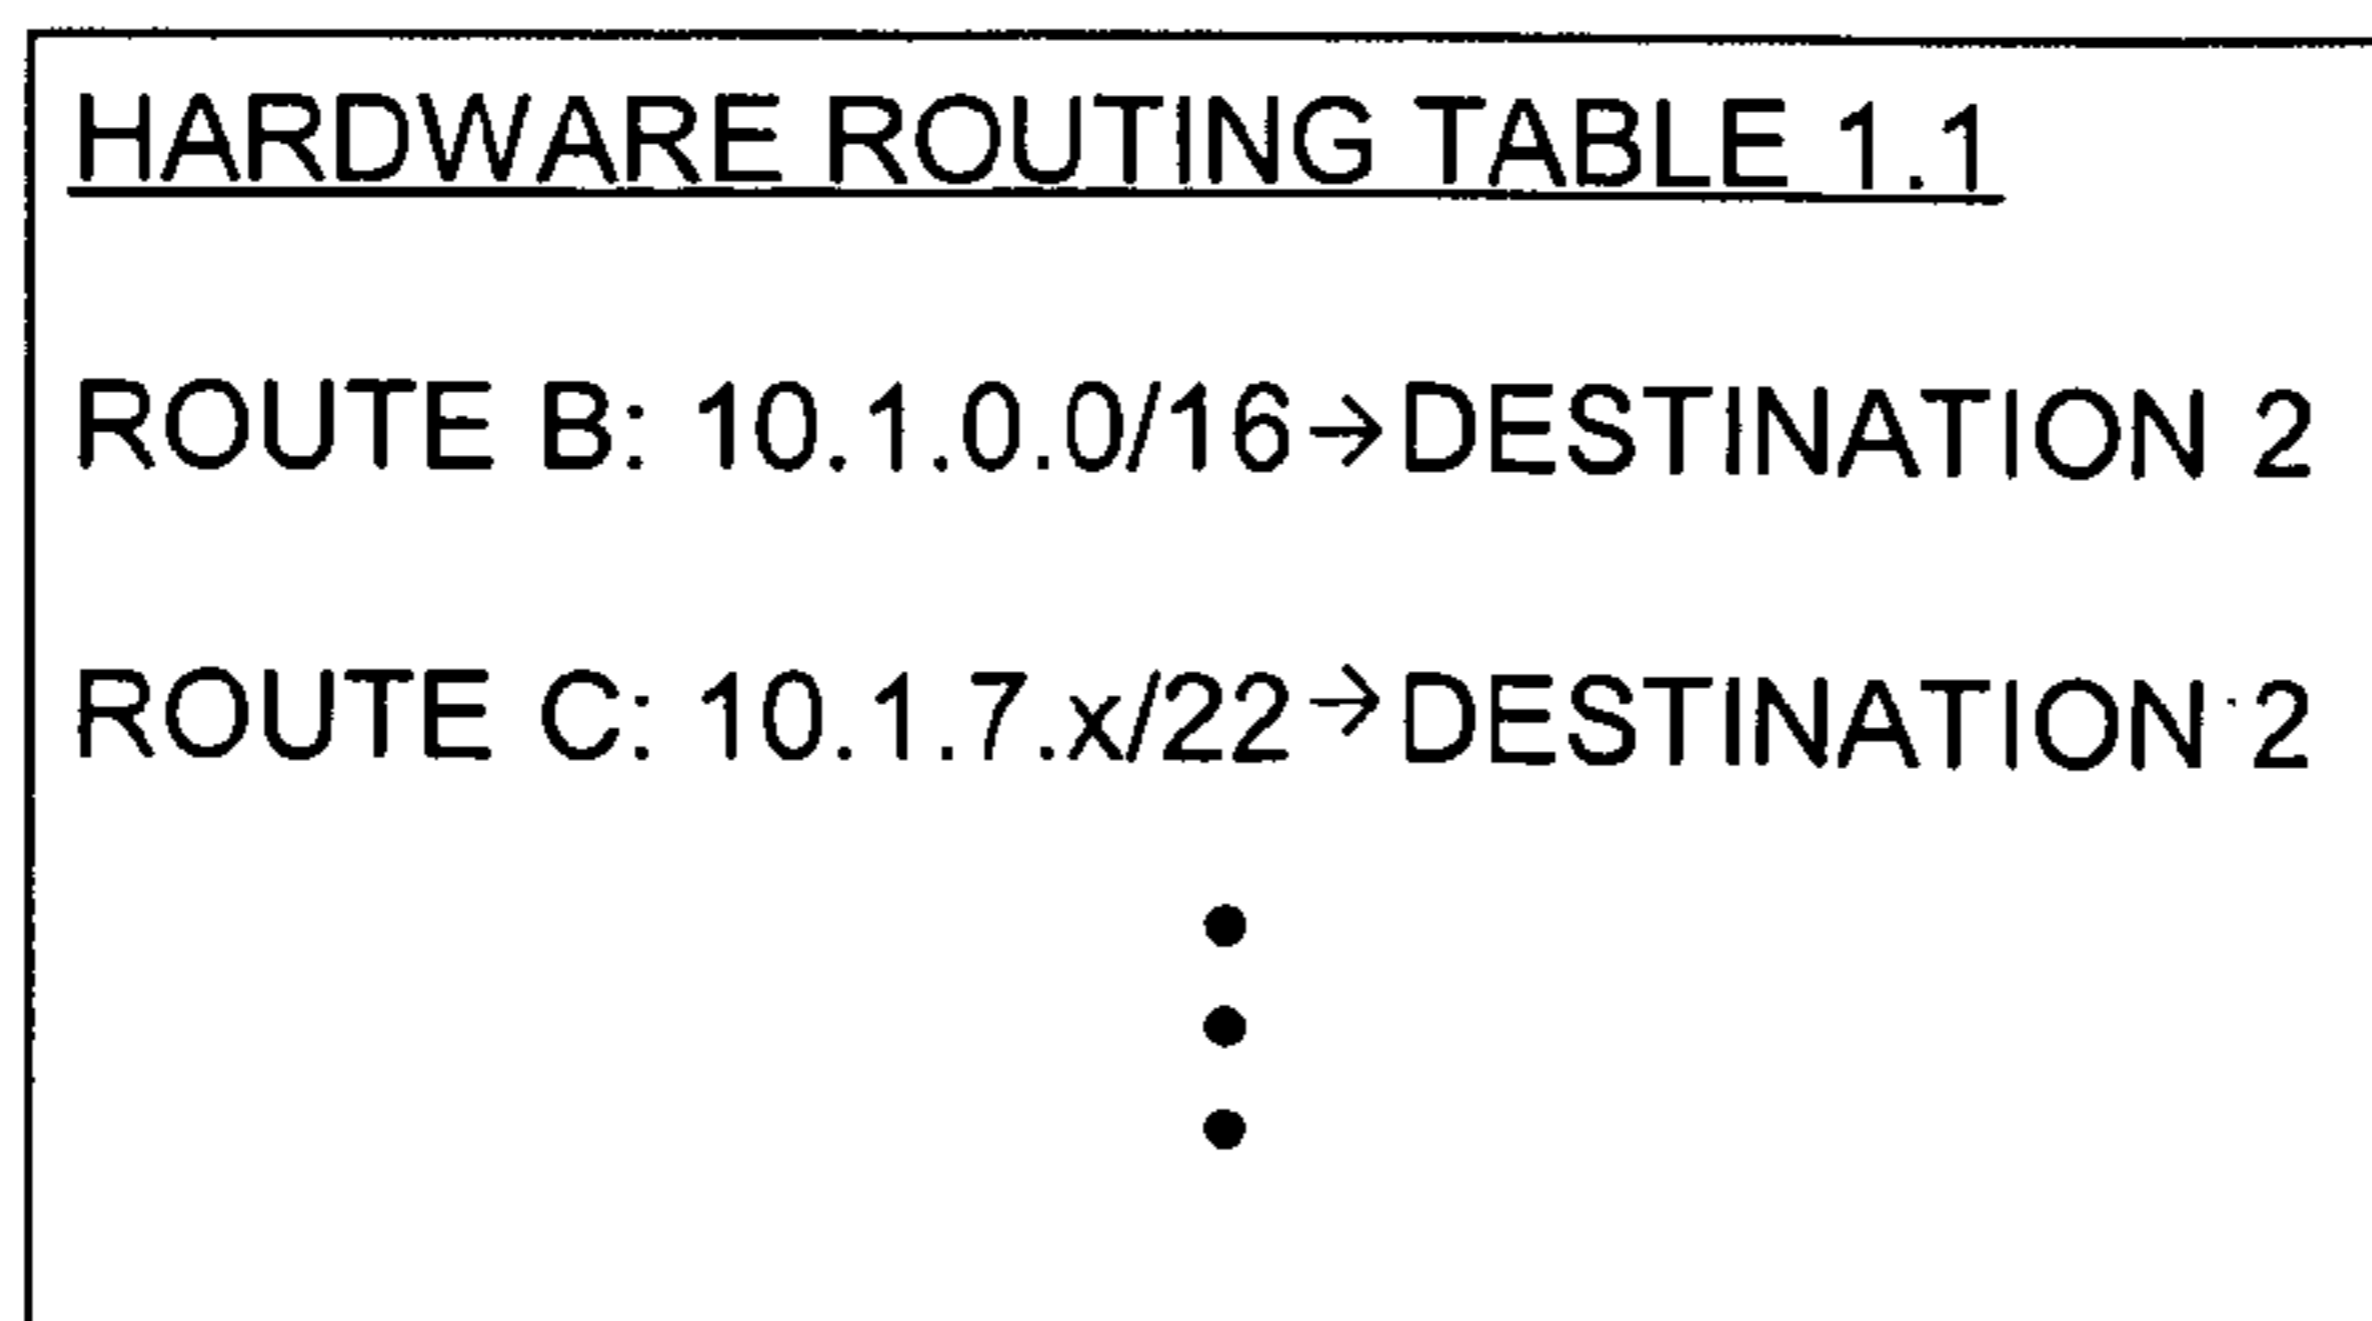 HARDWARE ROUTING TABLE 1.1
ROUTE B: 10.1.0.0/16→DESTINATION 2
ROUTE C: 10.1.7.x/22→DESTINATION 2